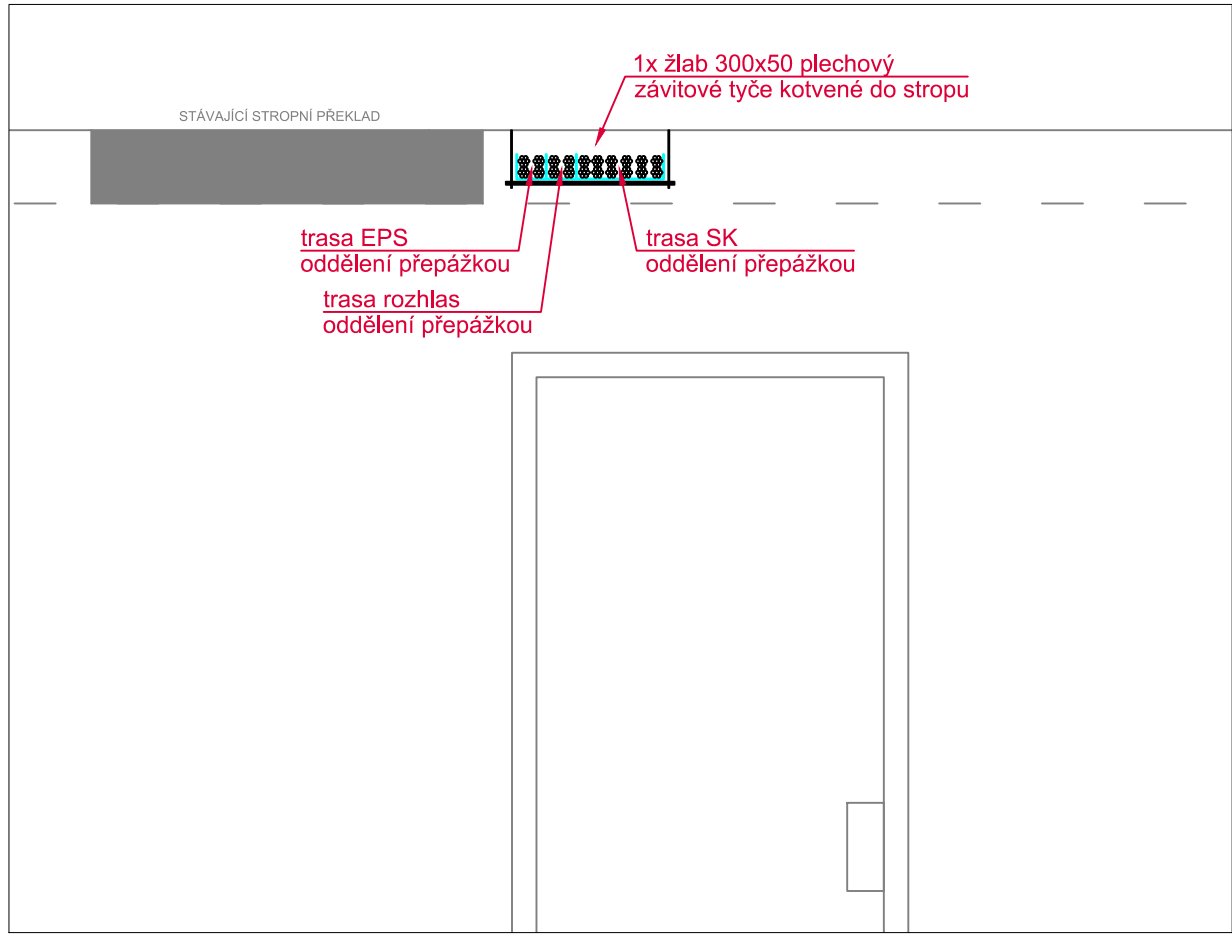 1x žlab 300x50 plechový
závitové tyče kotvené do stropu
STÁVAJÍCÍ STROPNÍ PŘEKLAD
trasa EPS
oddělení přepážkou
trasa SK
oddělení přepážkou
trasa rozhlas
oddělení přepážkou